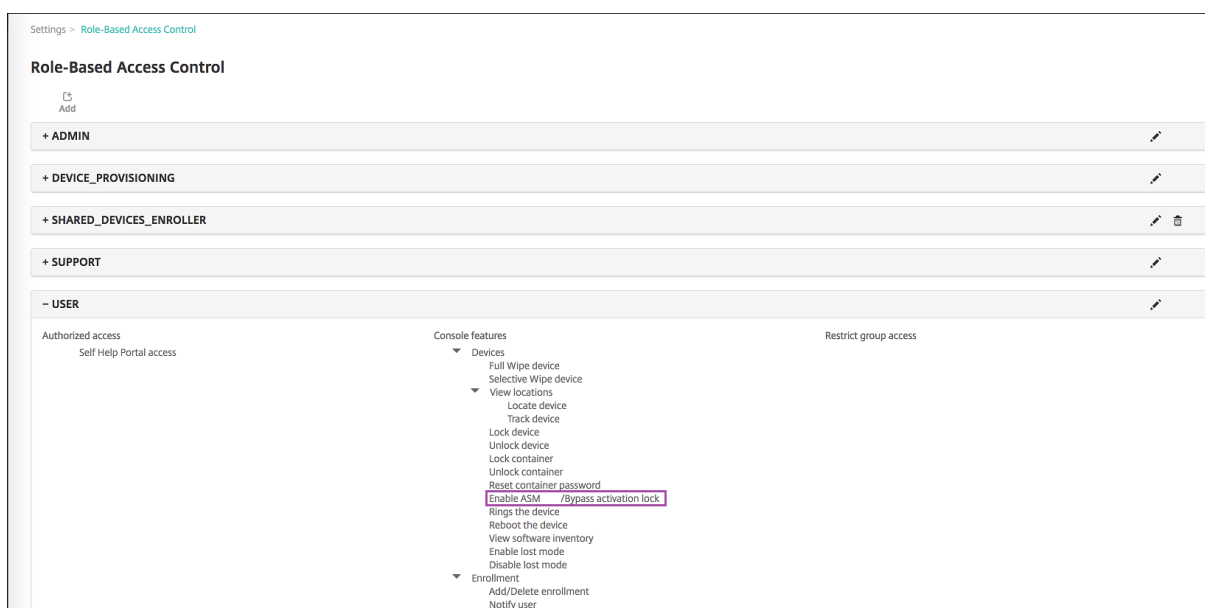 Settings > Role-Based Access Control
Role-Based Access Control
Add
+ ADMIN
+ DEVICE_PROVISIONING
+ SHARED_DEVICES_ENROLLER
+ SUPPORT
– USER
Authorized access
Self Help Portal access
Console features
Devices
Full Wipe device
Selective Wipe device
View locations
Locate device
Track device
Lock device
Unlock device
Lock container
Unlock container
Reset container password
Enable ASM /Bypass activation lock
Rings the device
Reboot the device
View software inventory
Enable lost mode
Disable lost mode
Enrollment
Add/Delete enrollment
Notify user
Restrict group access